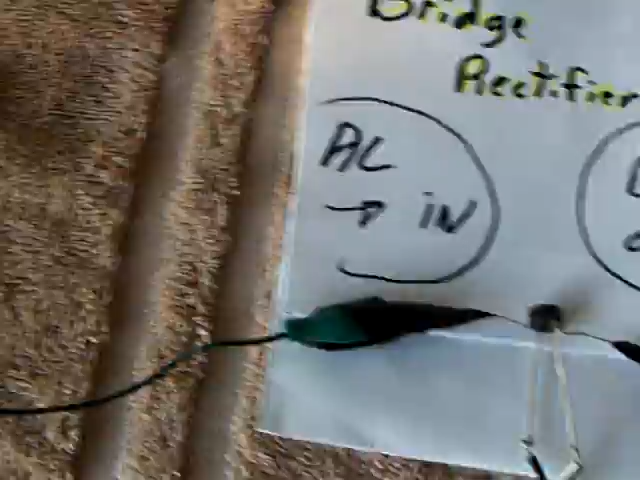 Bridge
Rectifier
AC
→ iN